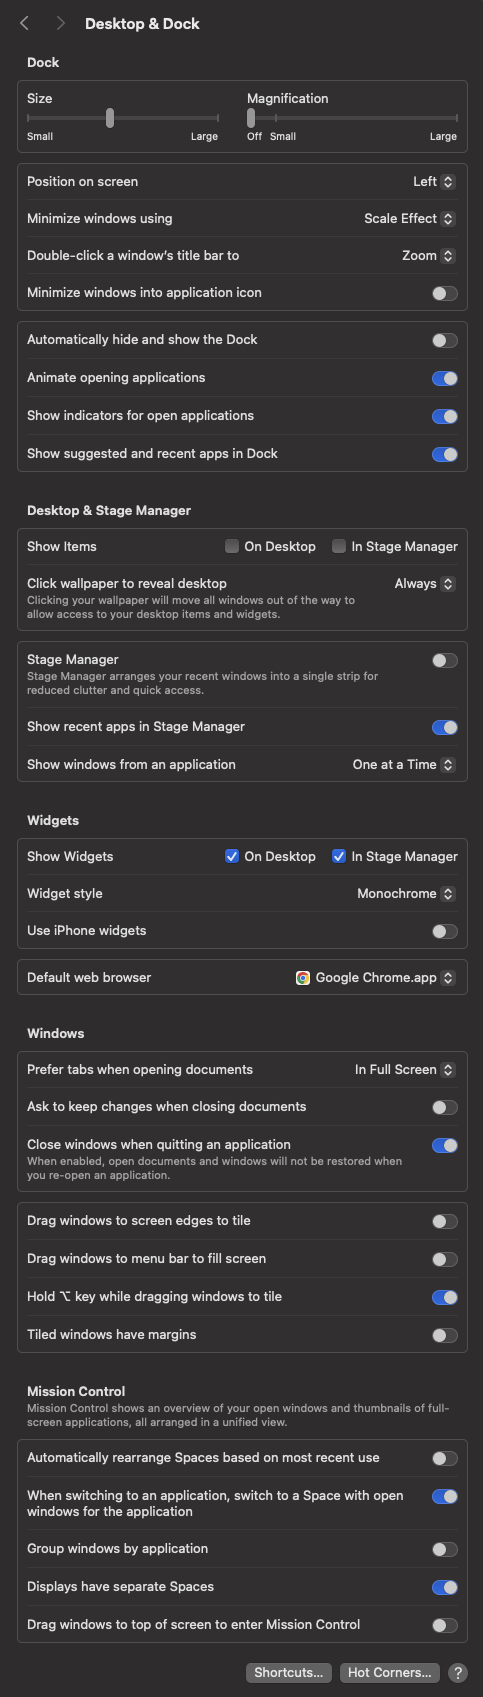 Desktop & Dock
Dock
Size
Magnification
Small
Large
Off
Small
Large
Position on screen
Left
Minimize windows using
Scale Effect
Double-click a window's title bar to
Zoom
Minimize windows into application icon
Automatically hide and show the Dock
Animate opening applications
Show indicators for open applications
Show suggested and recent apps in Dock
Desktop & Stage Manager
Show Items
On Desktop
In Stage Manager
Click wallpaper to reveal desktop
Always
Clicking your wallpaper will move all windows out of the way to
allow access to your desktop items and widgets.
Stage Manager
Stage Manager arranges your recent windows into a single strip for
reduced clutter and quick access.
Show recent apps in Stage Manager
Show windows from an application
One at a Time
Widgets
Show Widgets
On Desktop
In Stage Manager
Widget style
Monochrome
Use iPhone widgets
Default web browser
Google Chrome.app
Windows
Prefer tabs when opening documents
In Full Screen
Ask to keep changes when closing documents
Close windows when quitting an application
When enabled, open documents and windows will not be restored when
you re-open an application.
Drag windows to screen edges to tile
Drag windows to menu bar to fill screen
Hold ⌥ key while dragging windows to tile
Tiled windows have margins
Mission Control
Mission Control shows an overview of your open windows and thumbnails of full-
screen applications, all arranged in a unified view.
Automatically rearrange Spaces based on most recent use
When switching to an application, switch to a Space with open
windows for the application
Group windows by application
Displays have separate Spaces
Drag windows to top of screen to enter Mission Control
Shortcuts...
Hot Corners...
?